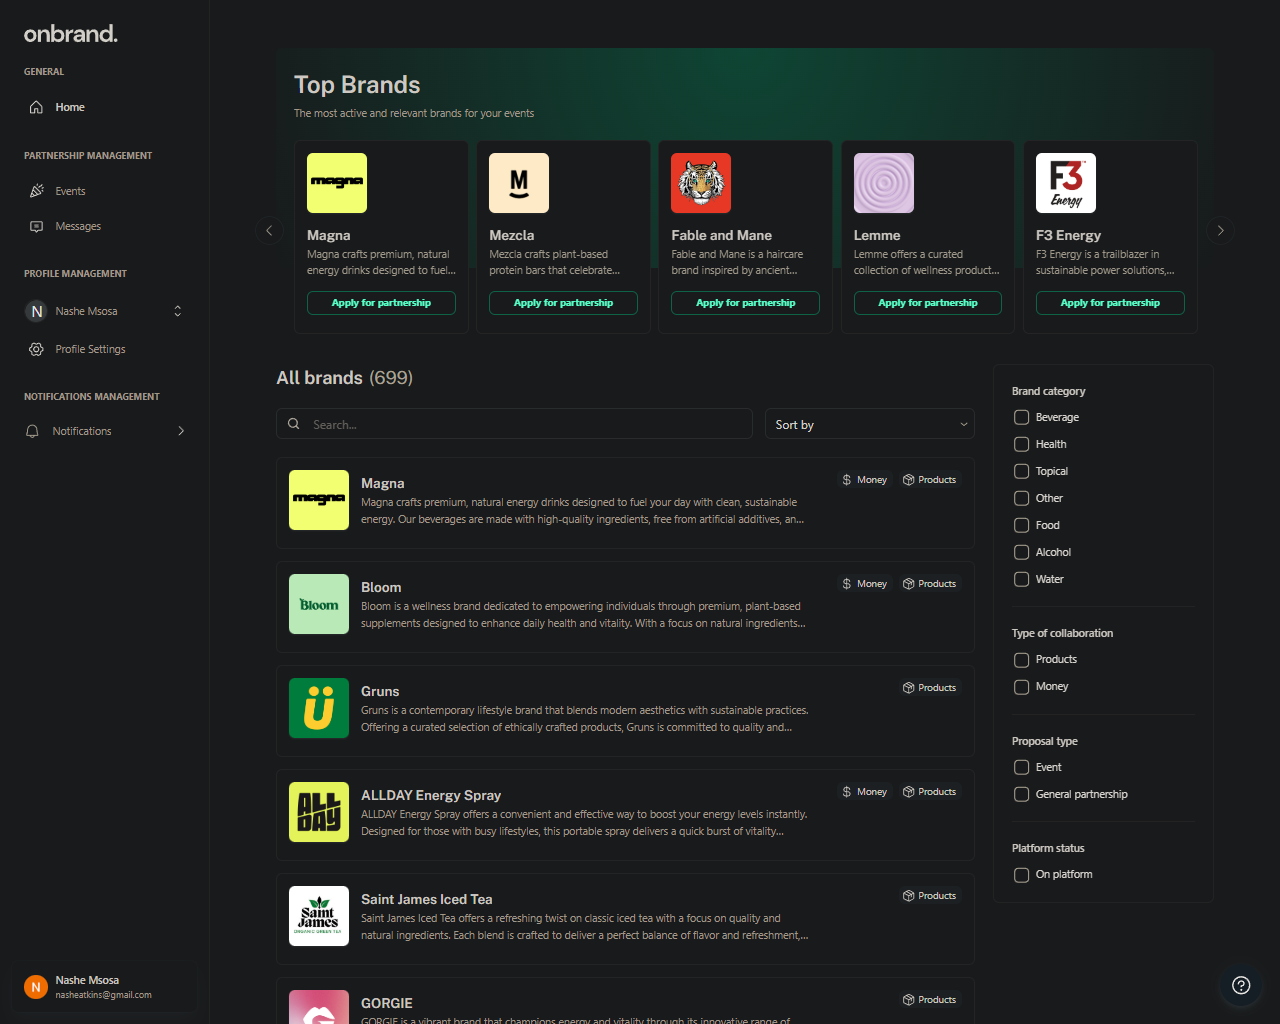 onbrand.
GENERAL
Home
PARTNERSHIP MANAGEMENT
Events
Messages
PROFILE MANAGEMENT
N
Nashe Msosa
Profile Settings
NOTIFICATIONS MANAGEMENT
Notifications
N
Nashe Msosa
nasheatkins@gmail.com
Top Brands
The most active and relevant brands for your events
magna
Magna
Magna crafts premium, natural
energy drinks designed to fuel...
Apply for partnership
M
Mezcla
Mezcla crafts plant-based
protein bars that celebrate...
Apply for partnership
Fable and Mane
Fable and Mane is a haircare
brand inspired by ancient...
Apply for partnership
Lemme
Lemme offers a curated
collection of wellness product...
Apply for partnership
F3
Energy
F3 Energy
F3 Energy is a trailblazer in
sustainable power solutions,...
Apply for partnership
All brands (699)
Search...
Sort by
magna
Magna
Magna crafts premium, natural energy drinks designed to fuel your day with clean, sustainable
energy. Our beverages are made with high-quality ingredients, free from artificial additives, an...
Money
Products
Bloom
Bloom
Bloom is a wellness brand dedicated to empowering individuals through premium, plant-based
supplements designed to enhance daily health and vitality. With a focus on natural ingredients...
Money
Products
Ü
Gruns
Gruns is a contemporary lifestyle brand that blends modern aesthetics with sustainable practices.
Offering a curated selection of ethically crafted products, Gruns is committed to quality and...
Products
ALL
DAY
ALLDAY Energy Spray
ALLDAY Energy Spray offers a convenient and effective way to boost your energy levels instantly.
Designed for those with busy lifestyles, this portable spray delivers a quick burst of vitality...
Money
Products
Saint
James
ORGANIC GREEN TEA
Saint James Iced Tea
Saint James Iced Tea offers a refreshing twist on classic iced tea with a focus on quality and
natural ingredients. Each blend is crafted to deliver a perfect balance of flavor and refreshment,...
Products
G
GORGIE
GORGIE is a vibrant brand that champions energy and vitality through its innovative range of
Products
Brand category
Beverage
Health
Topical
Other
Food
Alcohol
Water
Type of collaboration
Products
Money
Proposal type
Event
General partnership
Platform status
On platform